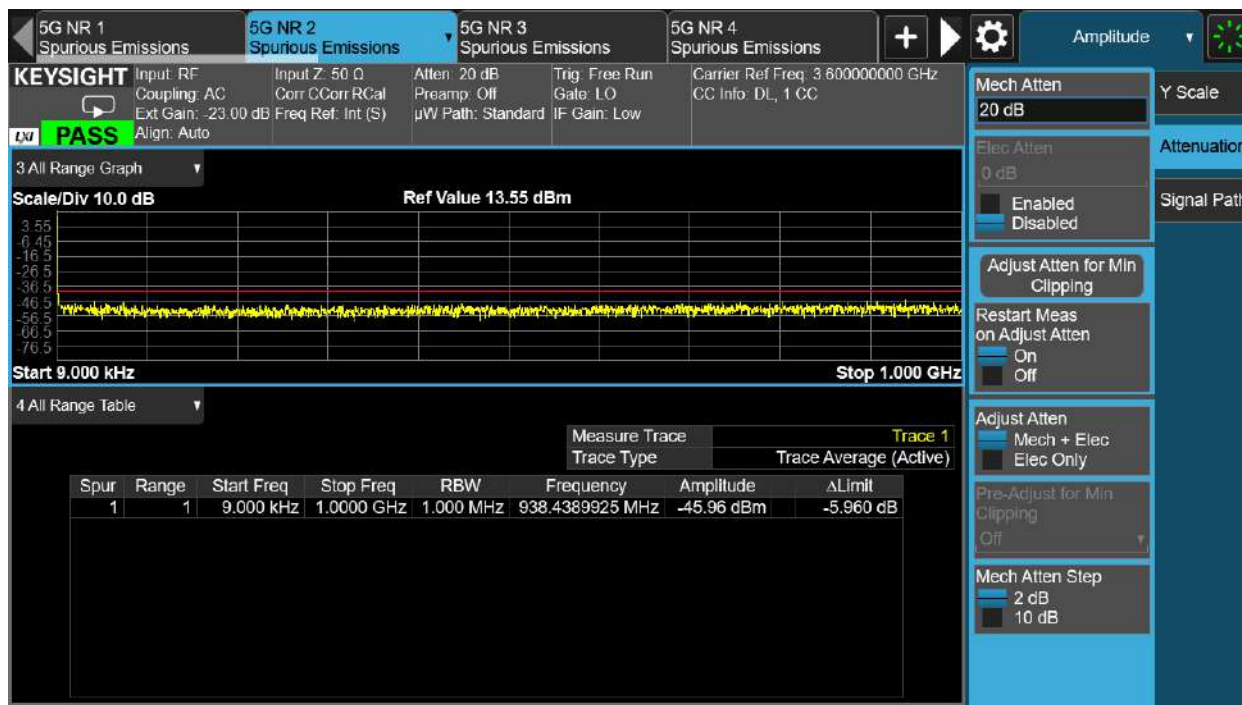 5G NR 1
Spurious Emissions
5G NR 2
Spurious Emissions
5G NR 3
Spurious Emissions
5G NR 4
Spurious Emissions
+
Amplitude
KEYSIGHT
LXI
PASS
Input: RF
Coupling: AC
Ext Gain: -23.00 dB
Align: Auto
Input Z: 50 Ω
Corr CCorr RCal
Freq Ref: Int (S)
Atten: 20 dB
Preamp: Off
µW Path: Standard
Trig: Free Run
Gate: LO
IF Gain: Low
Carrier Ref Freq: 3.600000000 GHz
CC Info: DL, 1 CC
3 All Range Graph
Scale/Div 10.0 dB
Ref Value 13.55 dBm
3.55
-6.45
-16.5
-26.5
-36.5
-46.5
-56.5
-66.5
-76.5
Start 9.000 kHz
Stop 1.000 GHz
4 All Range Table
Measure Trace Trace 1
Trace Type Trace Average (Active)
Spur Range Start Freq Stop Freq RBW Frequency Amplitude ΔLimit
1 1 9.000 kHz 1.0000 GHz 1.000 MHz 938.4389925 MHz -45.96 dBm -5.960 dB
Mech Atten
20 dB
Elec Atten
0 dB
Enabled
Disabled
Adjust Atten for Min
Clipping
Restart Meas
on Adjust Atten
On
Off
Adjust Atten
Mech + Elec
Elec Only
Pre-Adjust for Min
Clipping
Off
Mech Atten Step
2 dB
10 dB
Y Scale
Attenuation
Signal Path